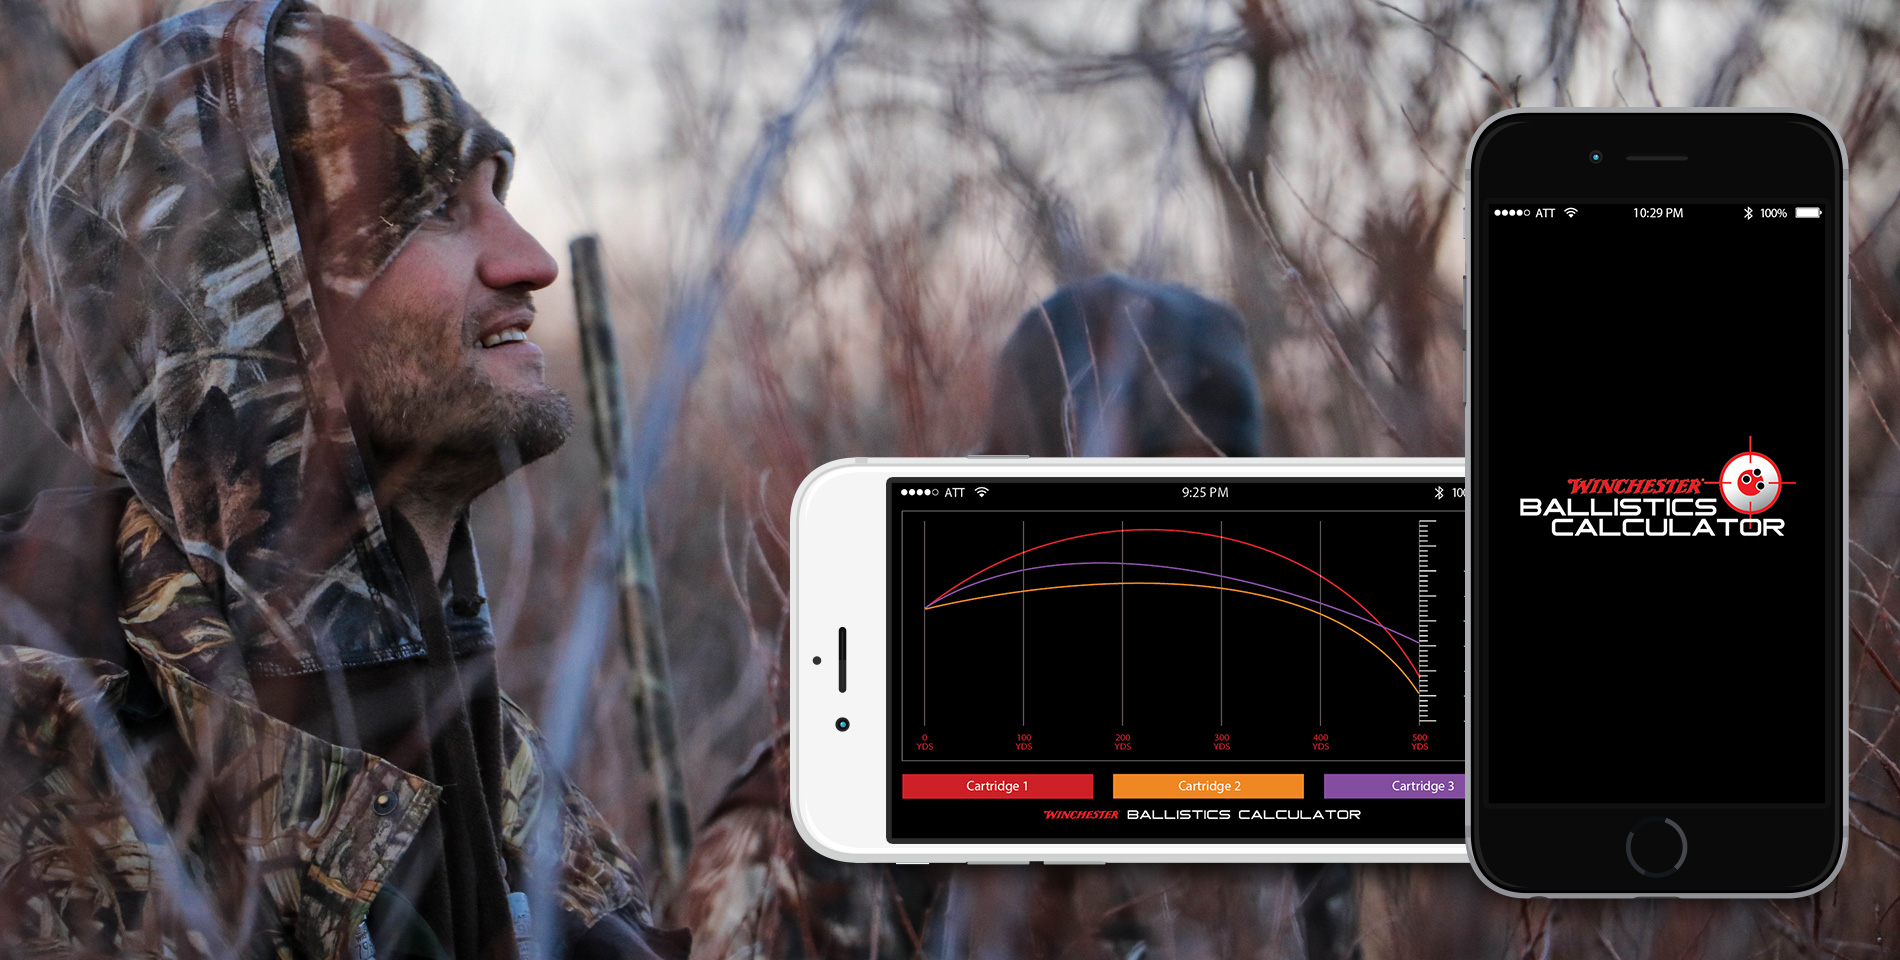 ATT
9:25 PM
0
YDS
100
YDS
200
YDS
300
YDS
400
YDS
500
YDS
Cartridge 1
Cartridge 2
Cartridge 3
WINCHESTER BALLISTICS CALCULATOR
ATT
10:29 PM
100%
WINCHESTER
BALLISTICS
CALCULATOR